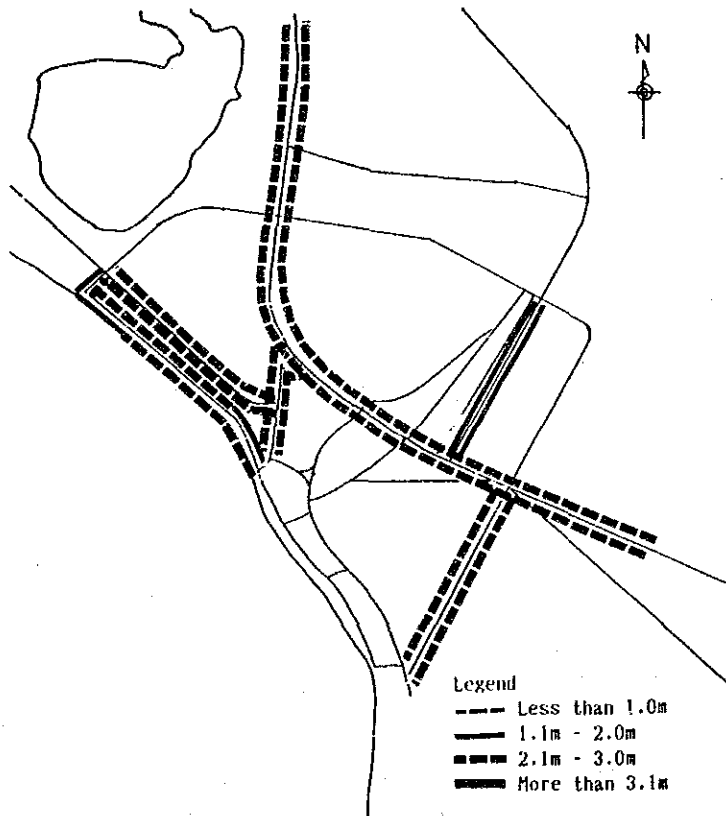 N
Legend
Less than 1.0m
1.1m - 2.0m
2.1m - 3.0m
More than 3.1m